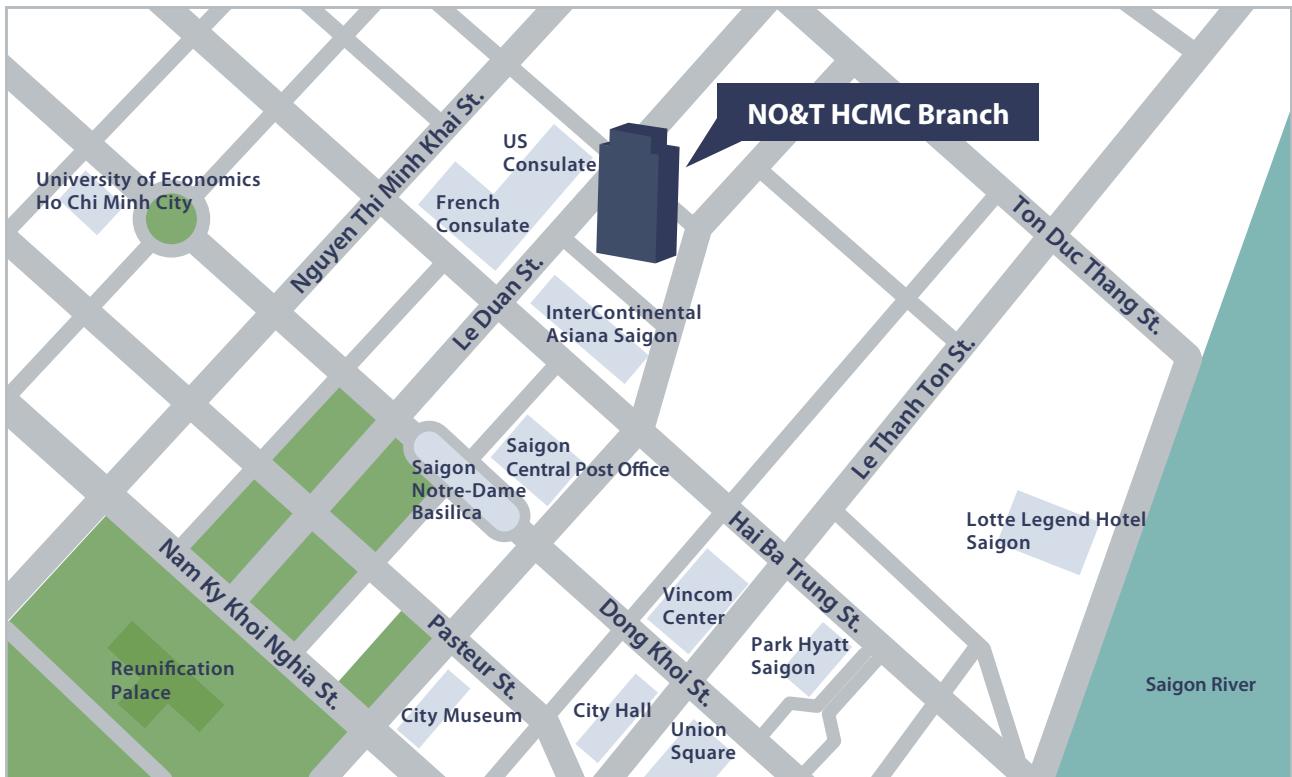 NO&T HCMC Branch
US
Consulate
University of Economics
Ho Chi Minh City
French
Consulate
Nguyen Thi Minh Khai St.
Le Duan St.
Ton Duc Thang St.
InterContinental
Asiana Saigon
Le Thanh Ton St.
Saigon
Notre-Dame
Basilica
Saigon
Central Post Office
Lotte Legend Hotel
Saigon
Hai Ba Trung St.
Nam Ky Khoi Nghia St.
Vincom
Center
Dong Khoi St.
Pasteur St.
Park Hyatt
Saigon
Reunification
Palace
Saigon River
City Museum
City Hall
Union
Square